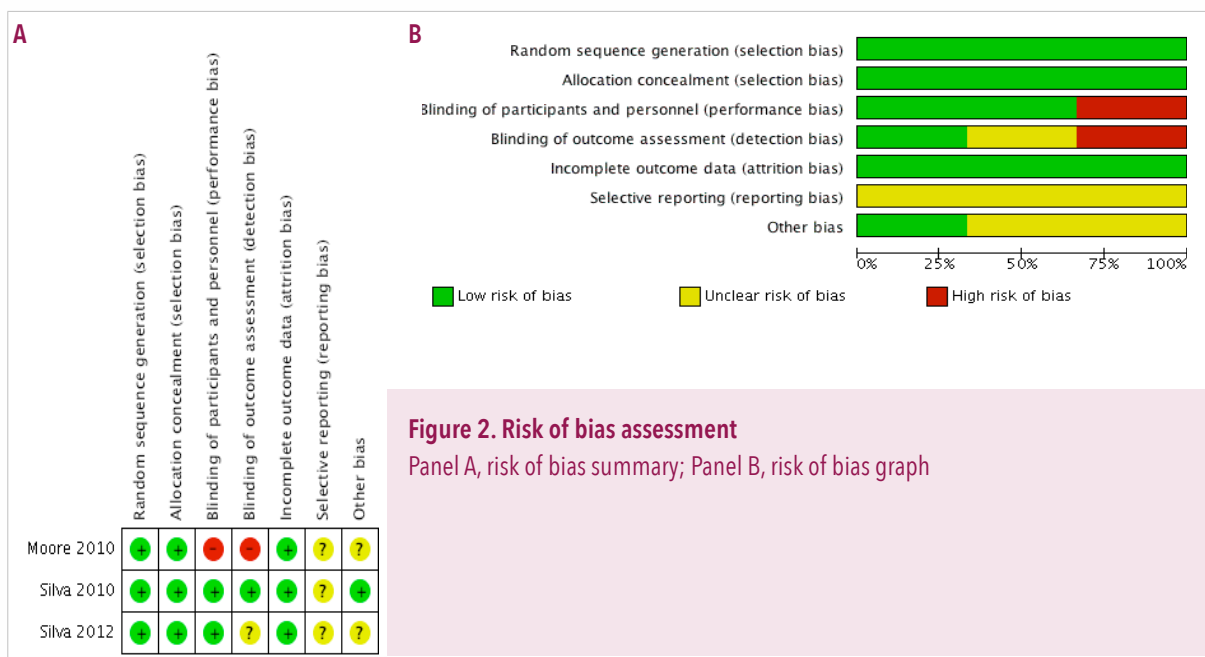 A
Random sequence generation (selection bias)
Allocation concealment (selection bias)
Blinding of participants and personnel (performance bias)
Blinding of outcome assessment (detection bias)
Incomplete outcome data (attrition bias)
Selective reporting (reporting bias)
Other bias
Moore 2010 + + - - + ? ?
Silva 2010 + + + + + ? +
Silva 2012 + + + ? + ? ?
B
Random sequence generation (selection bias)
Allocation concealment (selection bias)
Blinding of participants and personnel (performance bias)
Blinding of outcome assessment (detection bias)
Incomplete outcome data (attrition bias)
Selective reporting (reporting bias)
Other bias
0% 25% 50% 75% 100%
Low risk of bias Unclear risk of bias High risk of bias
Figure 2. Risk of bias assessment
Panel A, risk of bias summary; Panel B, risk of bias graph